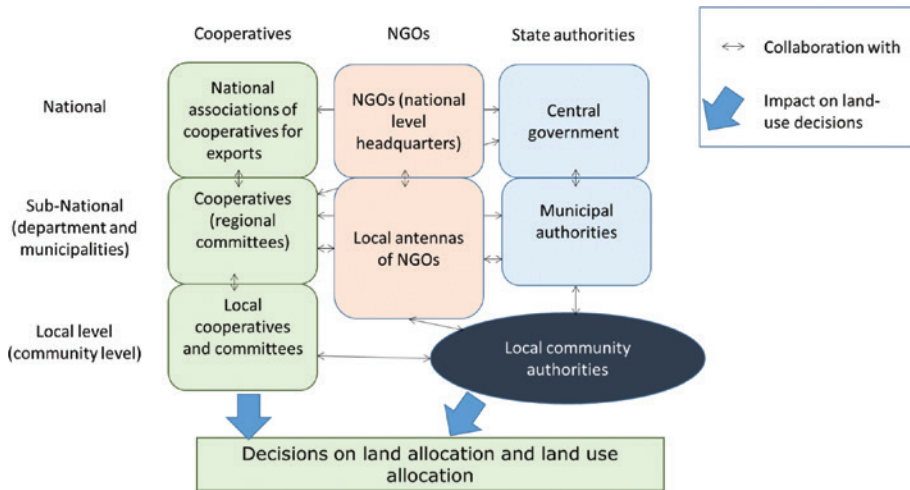 Cooperatives
NGOs
State authorities
Collaboration with
Impact on land-
use decisions
National
National
associations of
cooperatives for
exports
NGOs (national
level
headquarters)
Central
government
Sub-National
(department and
municipalities)
Cooperatives
(regional
committees)
Local antennas
of NGOs
Municipal
authorities
Local level
(community level)
Local
cooperatives
and committees
Local community
authorities
Decisions on land allocation and land use
allocation